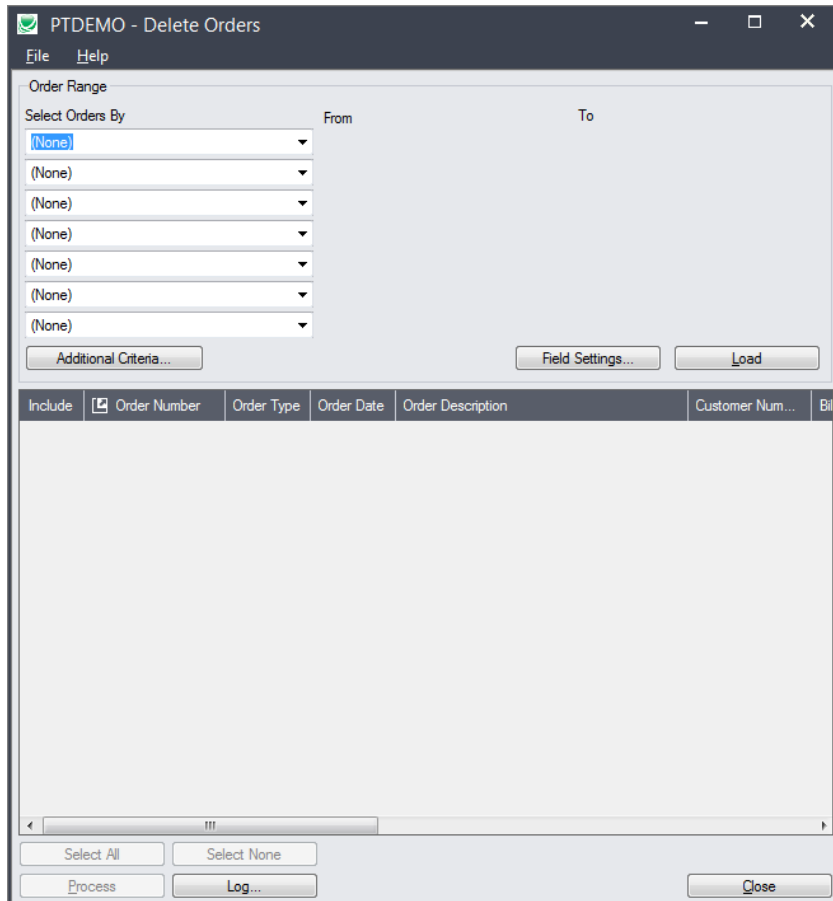 PTDEMO - Delete Orders
File Help
Order Range
Select Orders By From To
(None)
(None)
(None)
(None)
(None)
(None)
(None)
Additional Criteria... Field Settings... Load
Include Order Number Order Type Order Date Order Description Customer Num... Bil
Select All Select None
Process Log... Close